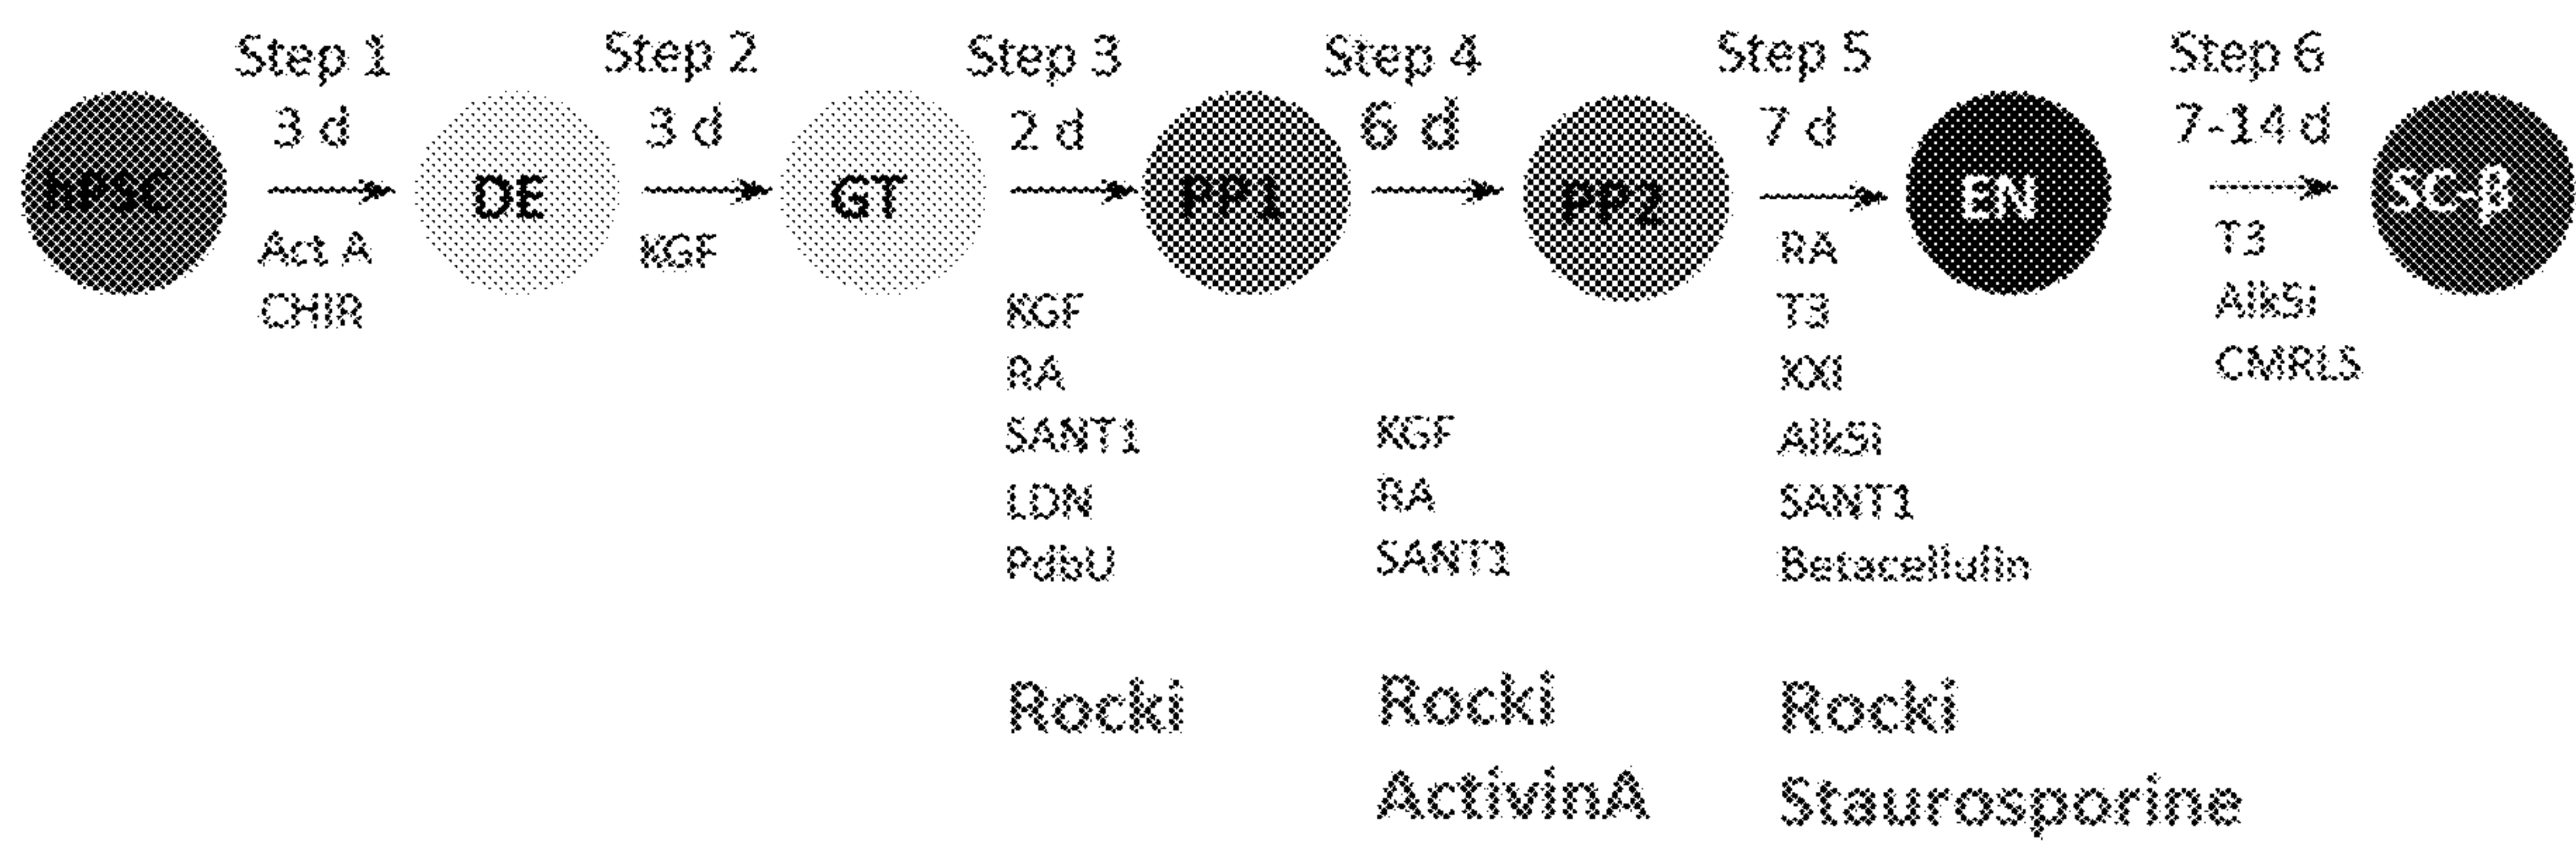 Step 1
3 d
Step 2
3 d
Step 3
2 d
Step 4
6 d
Step 5
7 d
Step 6
7-14 d
hPSC
DE
GT
PP1
PP2
EN
SC-β
Act A
CHIR
KGF
KGF
RA
SANT1
LDN
PdbU
Rocki
KGF
RA
SANT1
Rocki
ActivinA
RA
T3
XXI
Alk5i
SANT1
Betacellulin
Rocki
Staurosporine
T3
Alk5i
CMRLS